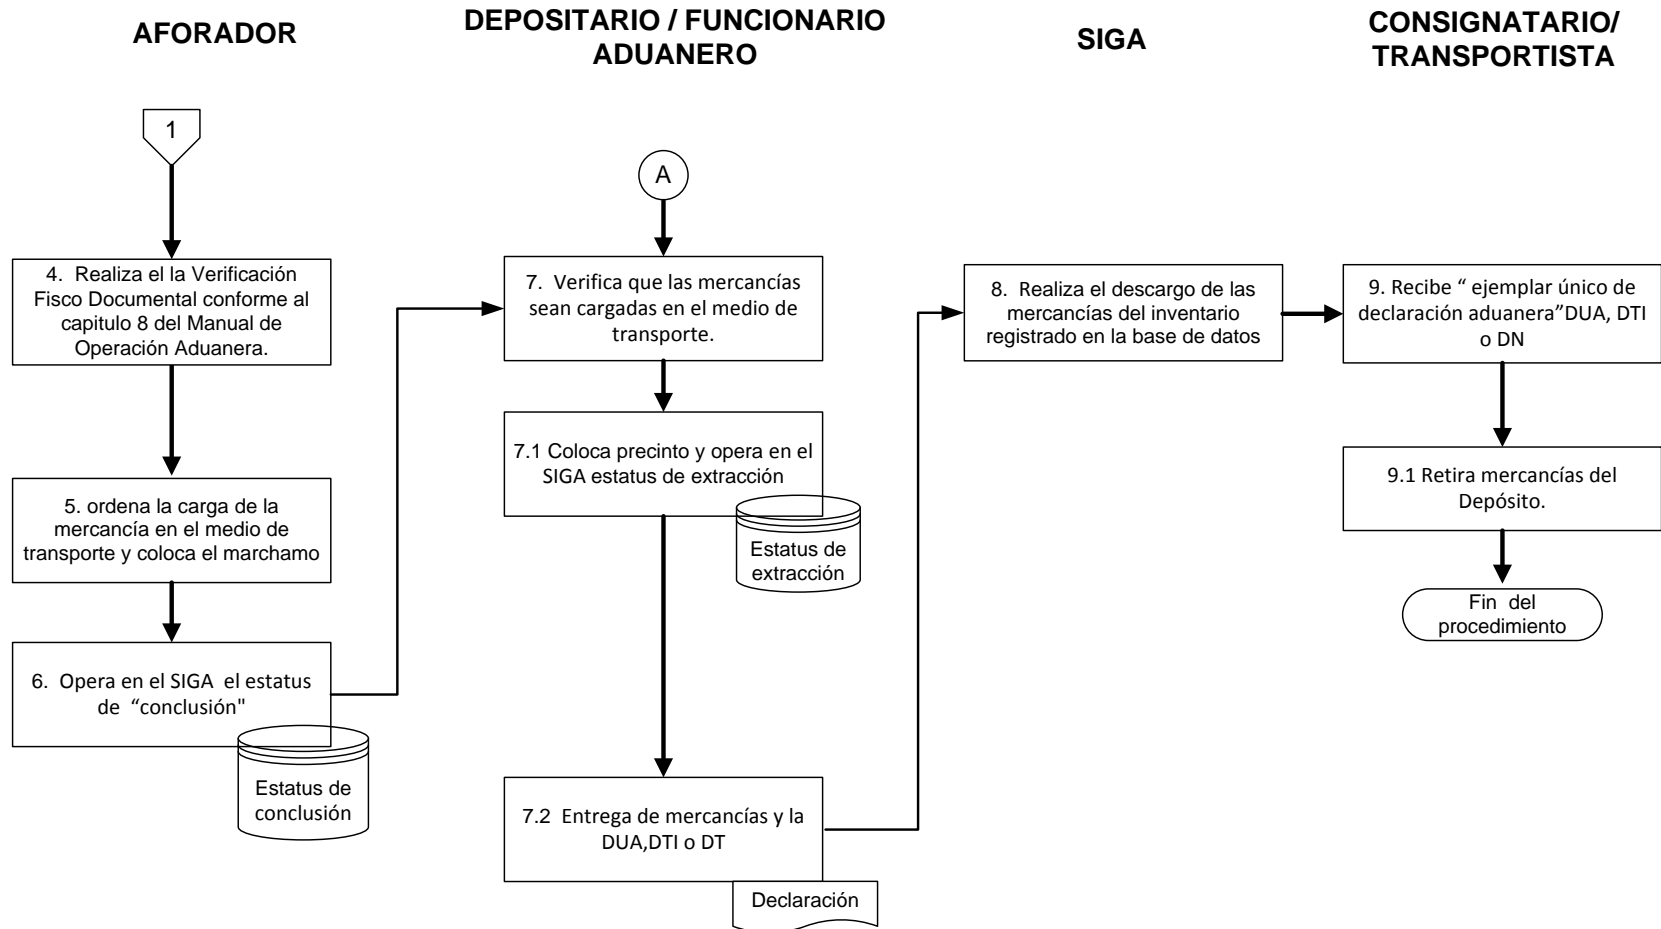 AFORADOR
DEPOSITARIO / FUNCIONARIO
ADUANERO
SIGA
CONSIGNATARIO/
TRANSPORTISTA
1
4. Realiza el la Verificación
Fisco Documental conforme al
capitulo 8 del Manual de
Operación Aduanera.
5. ordena la carga de la
mercancía en el medio de
transporte y coloca el marchamo
6. Opera en el SIGA el estatus
de “conclusión"
Estatus de
conclusión
A
7. Verifica que las mercancías
sean cargadas en el medio de
transporte.
7.1 Coloca precinto y opera en el
SIGA estatus de extracción
Estatus de
extracción
7.2 Entrega de mercancías y la
DUA,DTI o DT
Declaración
8. Realiza el descargo de las
mercancías del inventario
registrado en la base de datos
9. Recibe “ ejemplar único de
declaración aduanera”DUA, DTI
o DN
9.1 Retira mercancías del
Depósito.
Fin del
procedimiento